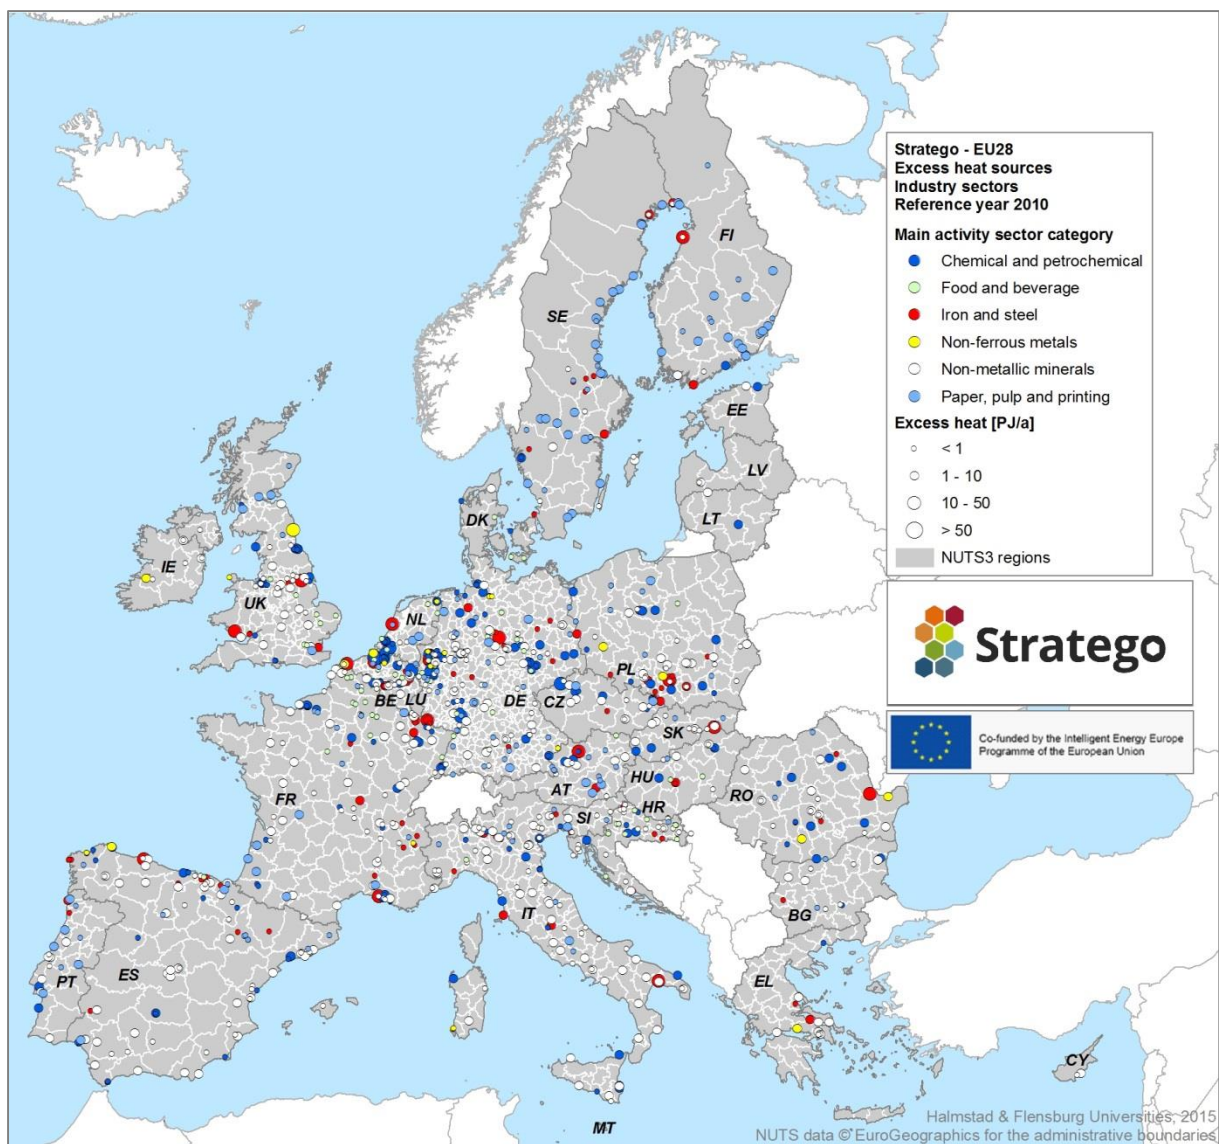 Stratego - EU28
Excess heat sources
Industry sectors
Reference year 2010
Main activity sector category
Chemical and petrochemical
Food and beverage
Iron and steel
Non-ferrous metals
Non-metallic minerals
Paper, pulp and printing
Excess heat [PJ/a]
< 1
1 - 10
10 - 50
> 50
NUTS3 regions
Stratego
Co-funded by the Intelligent Energy Europe
Programme of the European Union
FI
SE
EE
LV
LT
DK
IE
UK
NL
PL
BE
LU
DE
CZ
SK
HU
AT
RO
FR
SI
HR
IT
BG
PT
ES
EL
CY
MT
Halmstad & Flensburg Universities, 2015
NUTS data © EuroGeographics for the administrative boundaries